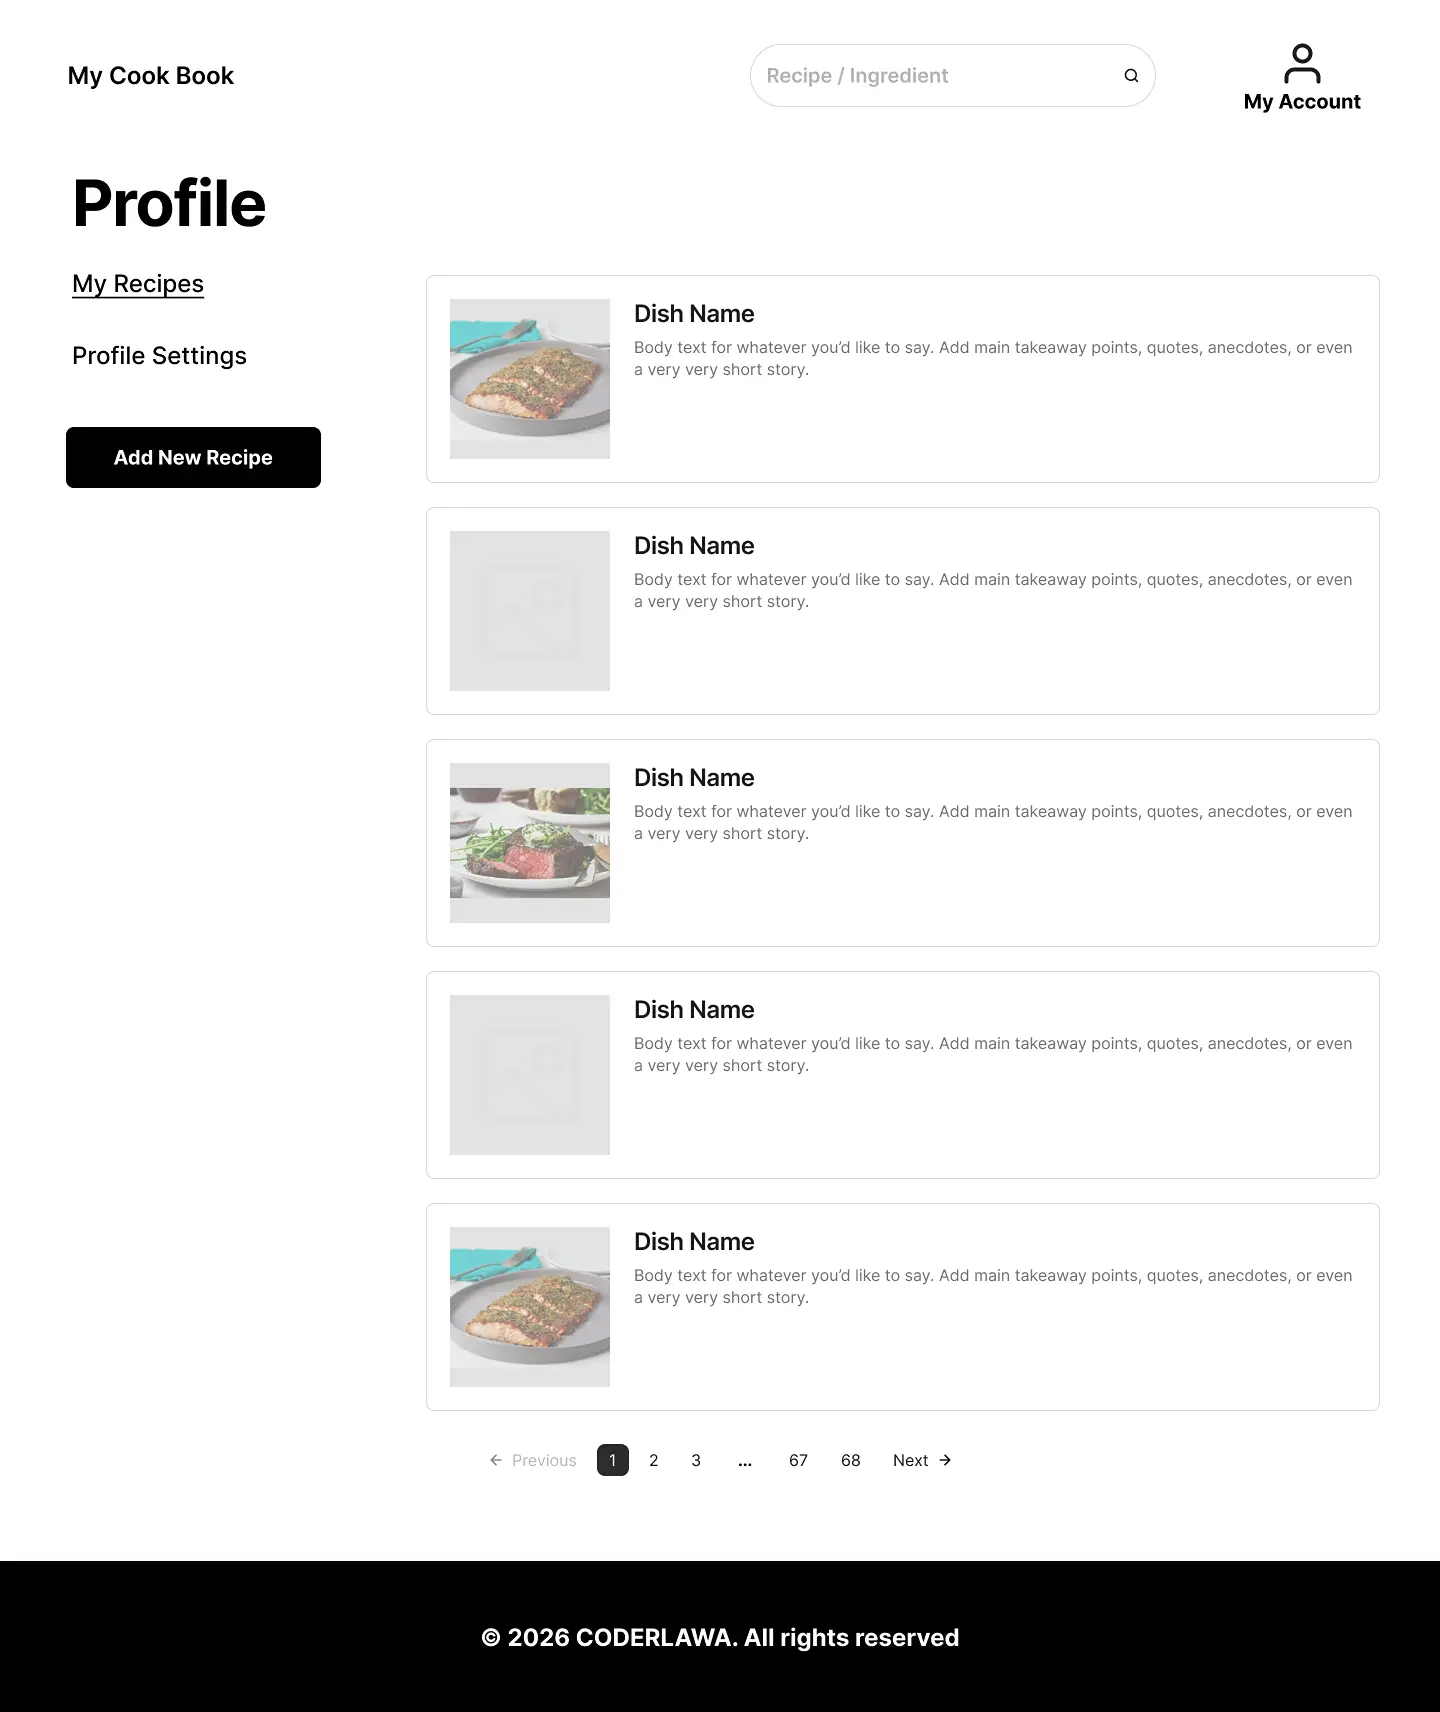 My Cook Book
Recipe / Ingredient
My Account
Profile
My Recipes
Profile Settings
Add New Recipe
Dish Name
Body text for whatever you’d like to say. Add main takeaway points, quotes, anecdotes, or even
a very very short story.
Dish Name
Body text for whatever you’d like to say. Add main takeaway points, quotes, anecdotes, or even
a very very short story.
Dish Name
Body text for whatever you’d like to say. Add main takeaway points, quotes, anecdotes, or even
a very very short story.
Dish Name
Body text for whatever you’d like to say. Add main takeaway points, quotes, anecdotes, or even
a very very short story.
Dish Name
Body text for whatever you’d like to say. Add main takeaway points, quotes, anecdotes, or even
a very very short story.
← Previous 1 2 3 ... 67 68 Next →
© 2026 CODERLAWA. All rights reserved